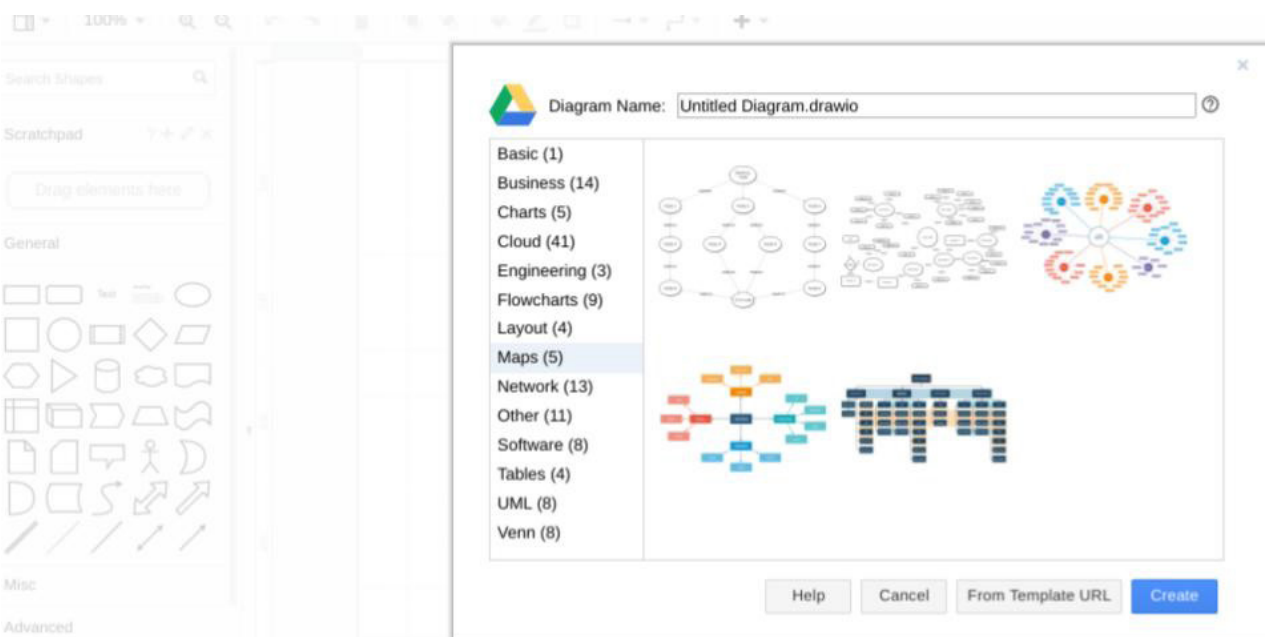 100%
Search Shapes
Scratchpad
Drag elements here
General
Text
Misc
Advanced
Diagram Name: Untitled Diagram.drawio
Basic (1)
Business (14)
Charts (5)
Cloud (41)
Engineering (3)
Flowcharts (9)
Layout (4)
Maps (5)
Network (13)
Other (11)
Software (8)
Tables (4)
UML (8)
Venn (8)
Help Cancel From Template URL Create